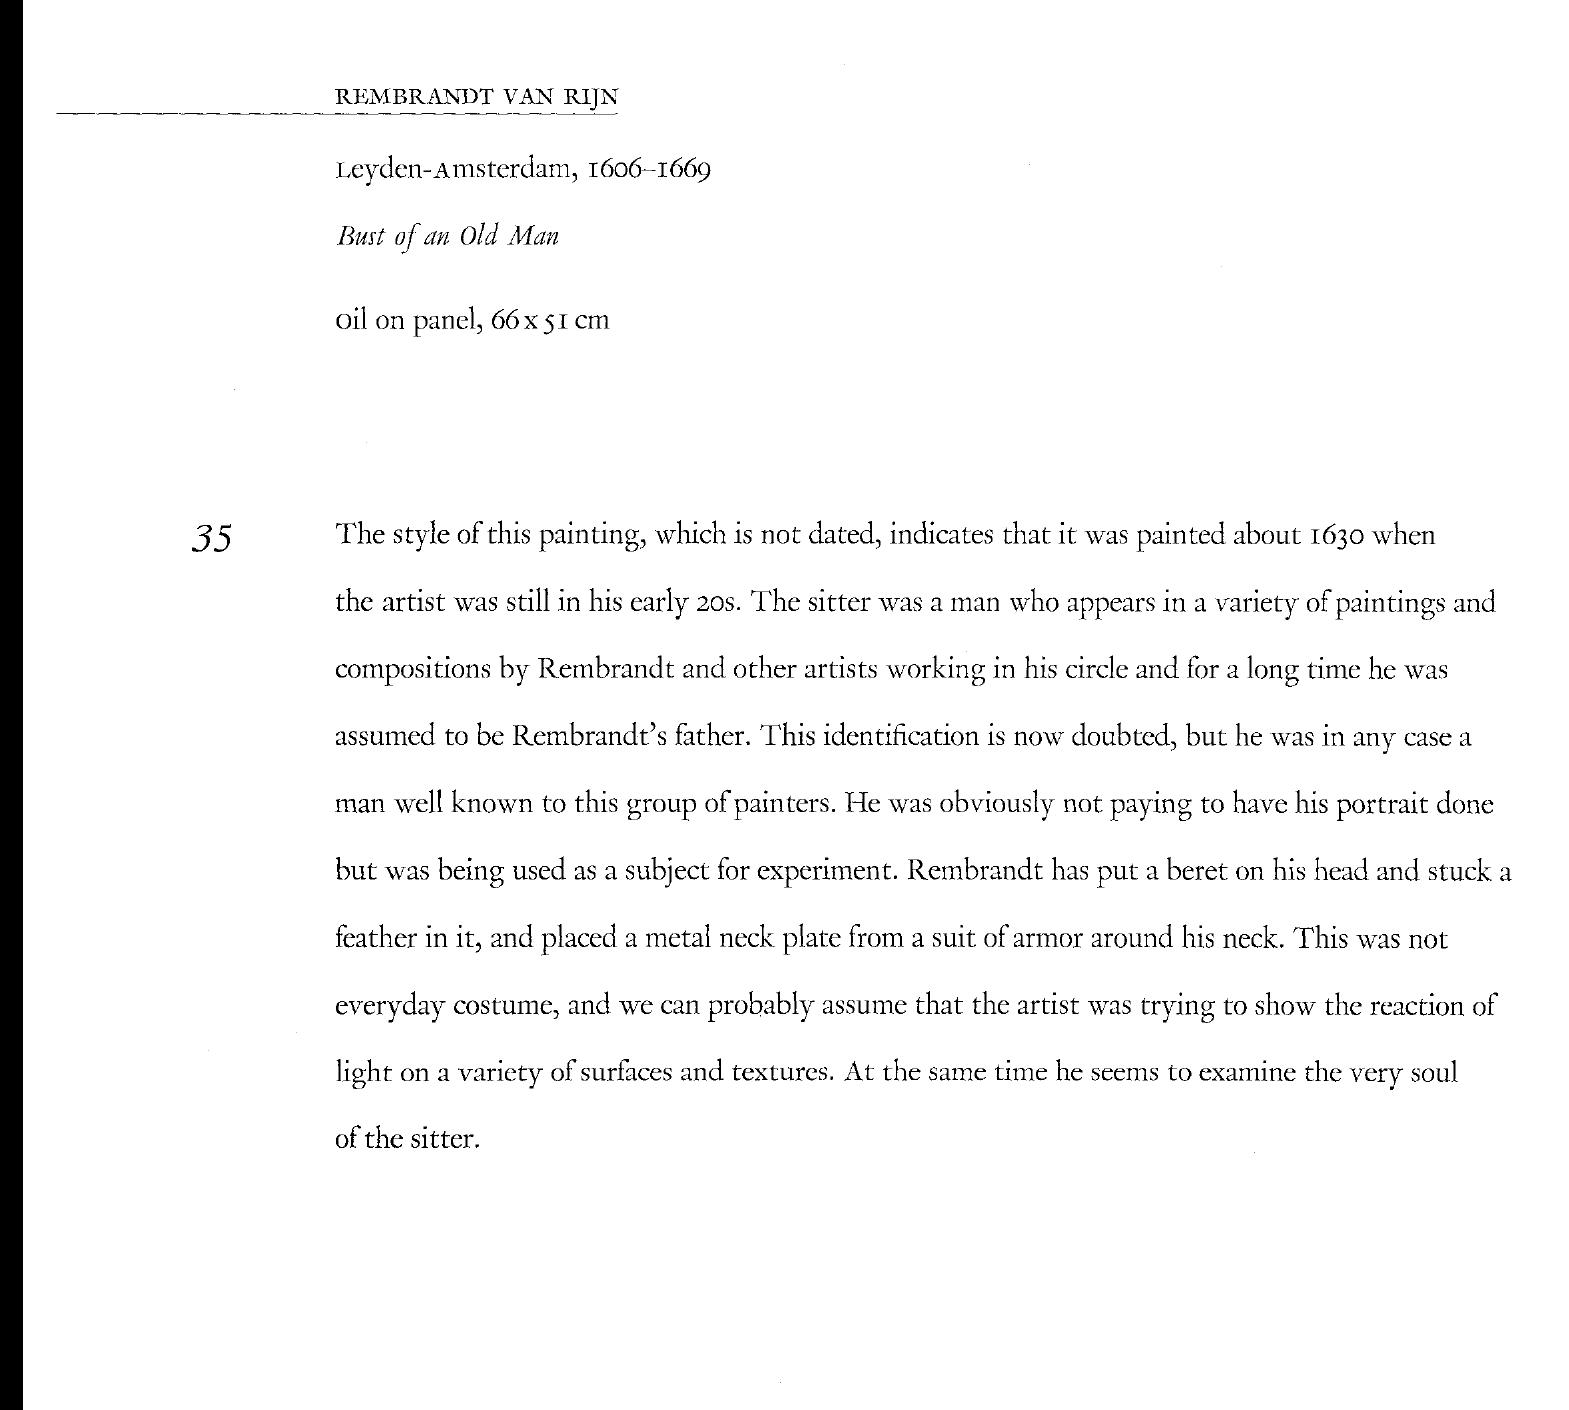 REMBRANDT VAN RIJN
Leyden-Amsterdam, 1606–1669
Bust of an Old Man
Oil on panel, 66 x 51 cm
35
The style of this painting, which is not dated, indicates that it was painted about 1630 when
the artist was still in his early 20s. The sitter was a man who appears in a variety of paintings and
compositions by Rembrandt and other artists working in his circle and for a long time he was
assumed to be Rembrandt's father. This identification is now doubted, but he was in any case a
man well known to this group of painters. He was obviously not paying to have his portrait done
but was being used as a subject for experiment. Rembrandt has put a beret on his head and stuck a
feather in it, and placed a metal neck plate from a suit of armor around his neck. This was not
everyday costume, and we can probably assume that the artist was trying to show the reaction of
light on a variety of surfaces and textures. At the same time he seems to examine the very soul
of the sitter.